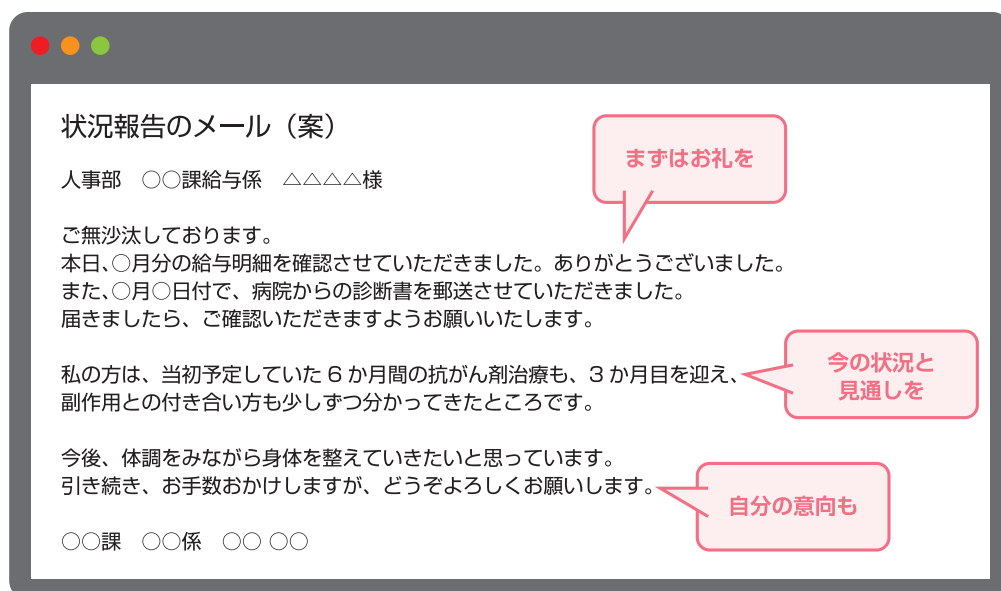 状況報告のメール（案）
まずはお礼を
人事部　○○課給与係　△△△△様
ご無沙汰しております。
本日、○月分の給与明細を確認させていただきました。ありがとうございました。
また、○月○日付で、病院からの診断書を郵送させていただきました。
届きましたら、ご確認いただきますようお願いいたします。
今の状況と
見通しを
私の方は、当初予定していた 6 か月間の抗がん剤治療も、3 か月目を迎え、
副作用との付き合い方も少しずつ分かってきたところです。
今後、体調をみながら身体を整えていきたいと思っています。
引き続き、お手数おかけしますが、どうぞよろしくお願いします。
自分の意向も
○○課　○○係　○○ ○○